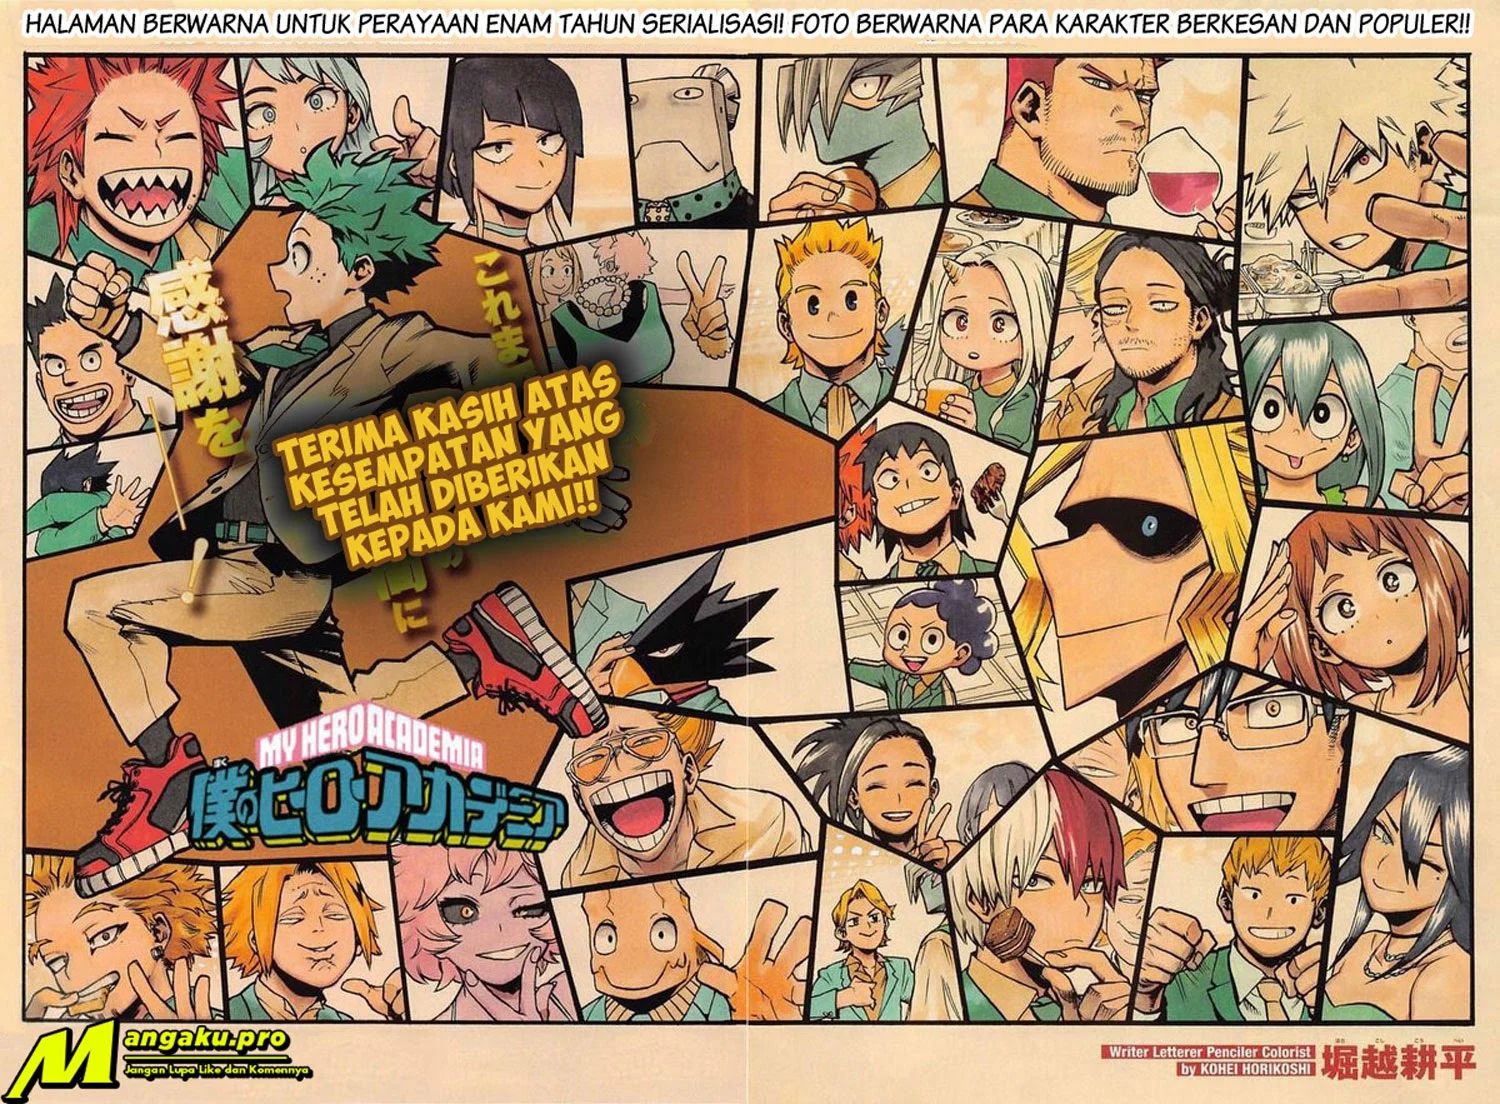 HALAMAN BERWARNA UNTUK PERAYAAN ENAM TAHUN SERIALISASI! FOTO BERWARNA PARA KARAKTER BERKESAN DAN POPULER!!
これま
感謝を
TERIMA KASIH ATAS
KESEMPATAN YANG
TELAH DIBERIKAN
KEPADA KAMI!!
に
MY HERO ACADEMIA
僕のヒーローアカデミア
Mangaku.pro
Jangan Lupa Like dan Komennya
Writer Letterer Penciler Colorist
by KOHEI HORIKOSHI
堀越耕平